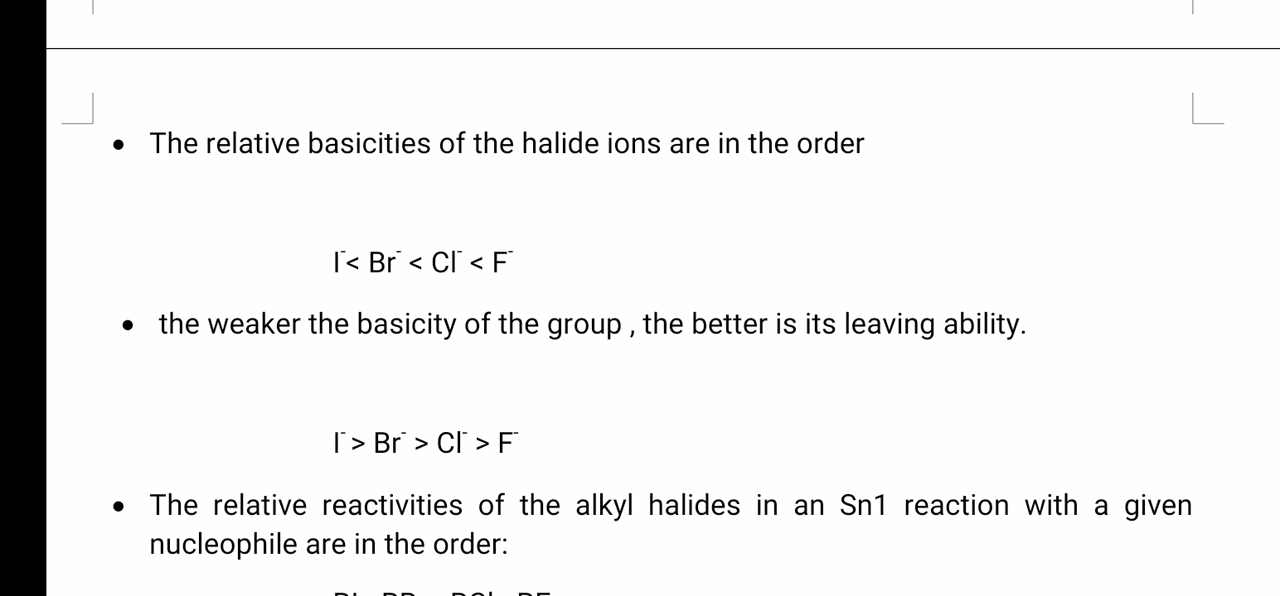 • The relative basicities of the halide ions are in the order
I⁻< Br⁻ < Cl⁻ < F⁻
• the weaker the basicity of the group , the better is its leaving ability.
I⁻ > Br⁻ > Cl⁻ > F⁻
• The relative reactivities of the alkyl halides in an Sn1 reaction with a given
nucleophile are in the order: